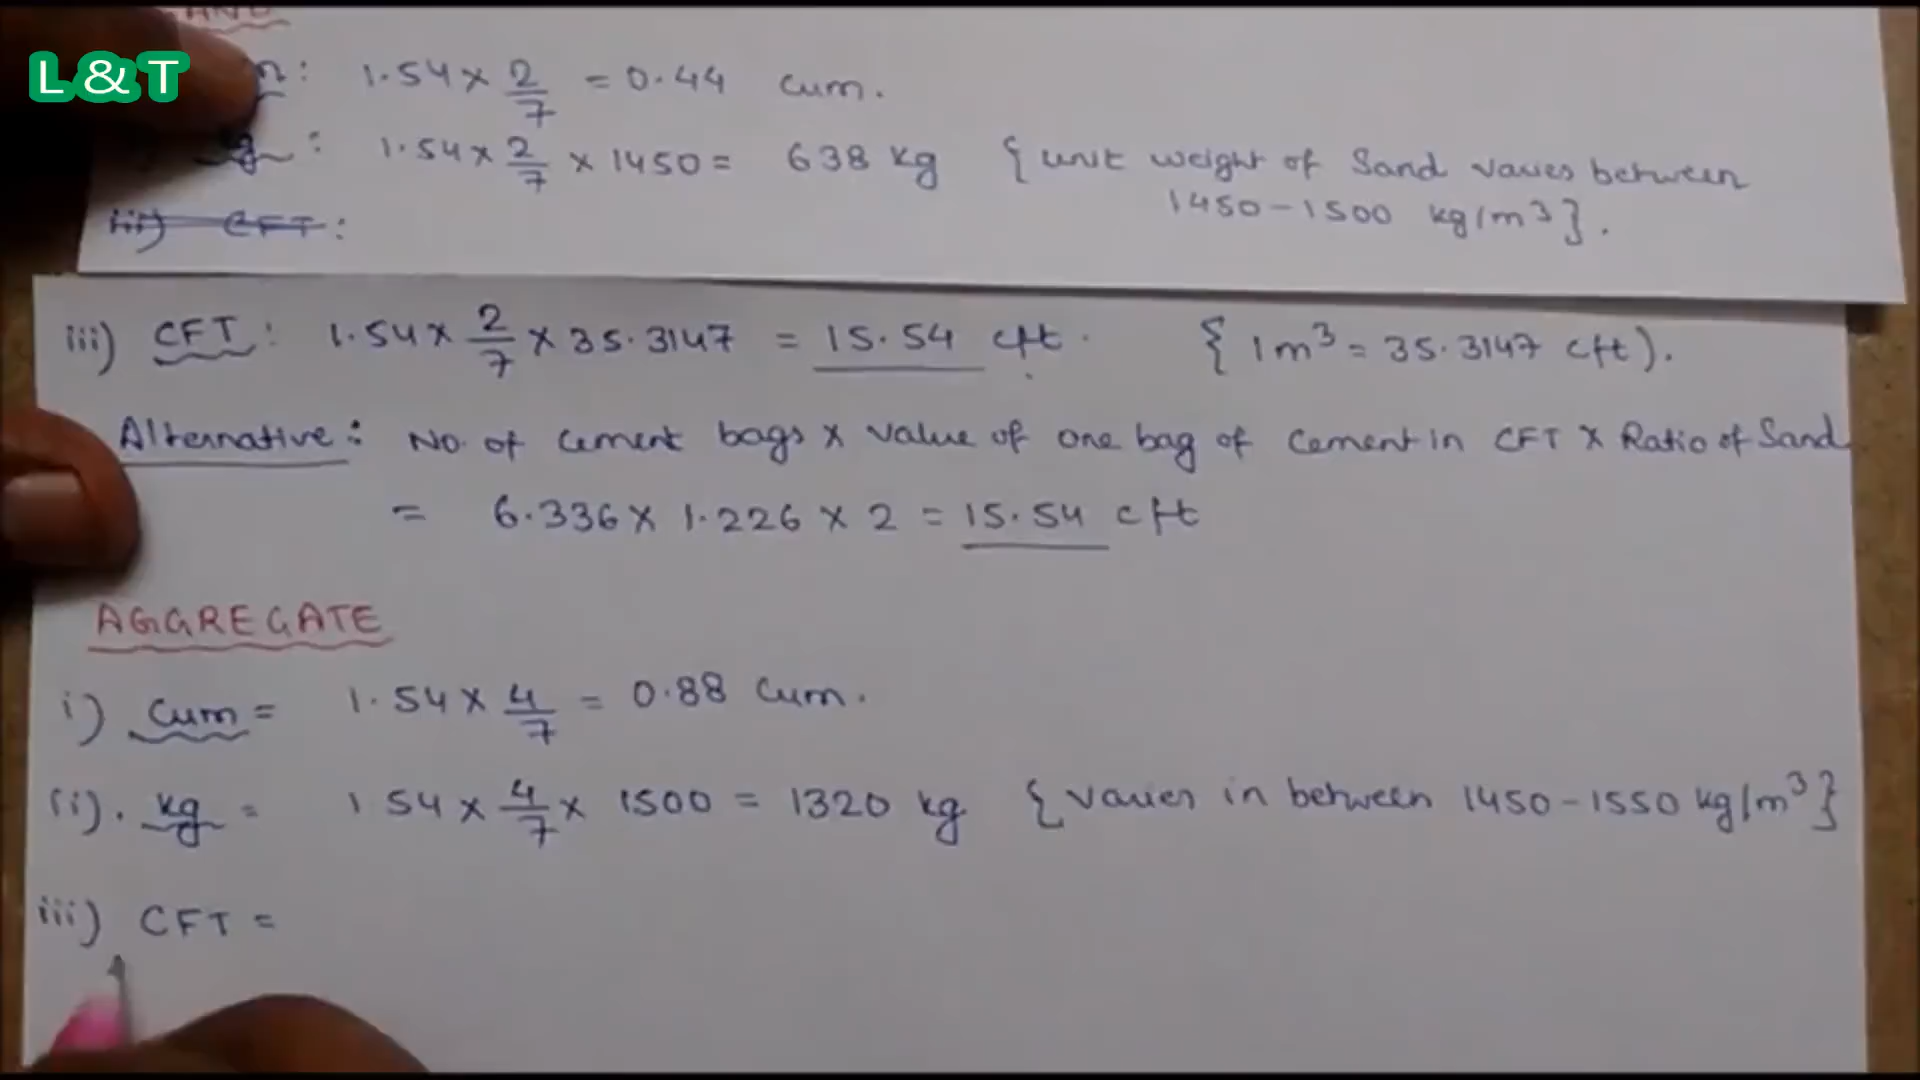 L&T
1.54 × 2/7 = 0.44 cum.
1.54 × 2/7 × 1450 = 638 kg { unit weight of Sand varies between
1450-1500 kg/m³}.
iii) CFT:
iii) CFT: 1.54 × 2/7 × 35.3147 = 15.54 cft. { 1m³ = 35.3147 cft).
Alternative: No. of cement bags × value of one bag of cement in CFT × Ratio of Sand
= 6.336 × 1.226 × 2 = 15.54 cft
AGGREGATE
i) Cum = 1.54 × 4/7 = 0.88 Cum.
(ii). kg = 1 54 × 4/7 × 1500 = 1320 kg {varies in between 1450-1550 kg/m³}
iii) CFT =